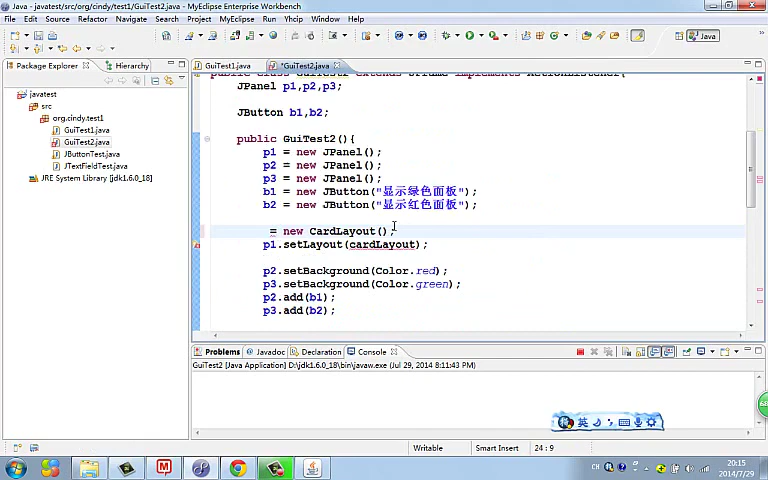 Java - javatest/src/org/cindy/test1/GuiTest2.java - MyEclipse Enterprise Workbench
File Edit Source Refactor Navigate Search Project MyEclipse Run Yhcip Window Help
Java
Package Explorer Hierarchy
GuiTest1.java *GuiTest2.java
javatest
src
org.cindy.test1
GuiTest1.java
GuiTest2.java
JButtonTest.java
JTextFieldTest.java
JRE System Library [jdk1.6.0_18]
JPanel p1,p2,p3;
JButton b1,b2;
public GuiTest2(){
p1 = new JPanel();
p2 = new JPanel();
p3 = new JPanel();
b1 = new JButton("显示绿色面板");
b2 = new JButton("显示红色面板");
= new CardLayout();
p1.setLayout(cardLayout);
p2.setBackground(Color.red);
p3.setBackground(Color.green);
p2.add(b1);
p3.add(b2);
Problems Javadoc Declaration Console
GuiTest2 [Java Application] D:\jdk1.6.0_18\bin\javaw.exe (Jul 29, 2014 8:11:43 PM)
英
Writable Smart Insert 24 : 9
CH
20:15
2014/7/29